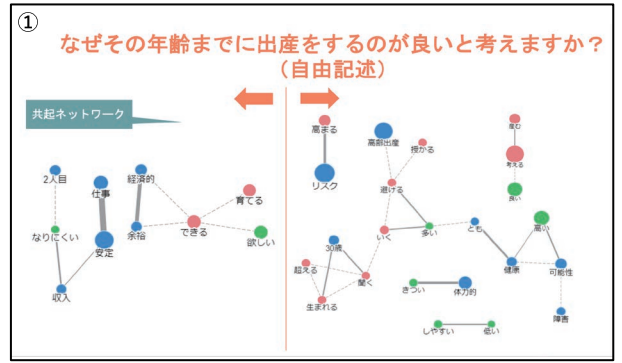 ①
なぜその年齢までに出産をするのが良いと考えますか？
（自由記述）
共起ネットワーク
2人目
仕事
経済的
育てる
なりにくい
安定
余裕
できる
欲しい
収入
高まる
リスク
高齢出産
授かる
産む
考える
良い
避ける
いく
多い
とも
高い
30歳
超える
聞く
生まれる
きつい
体力的
健康
可能性
障害
しやすい
低い